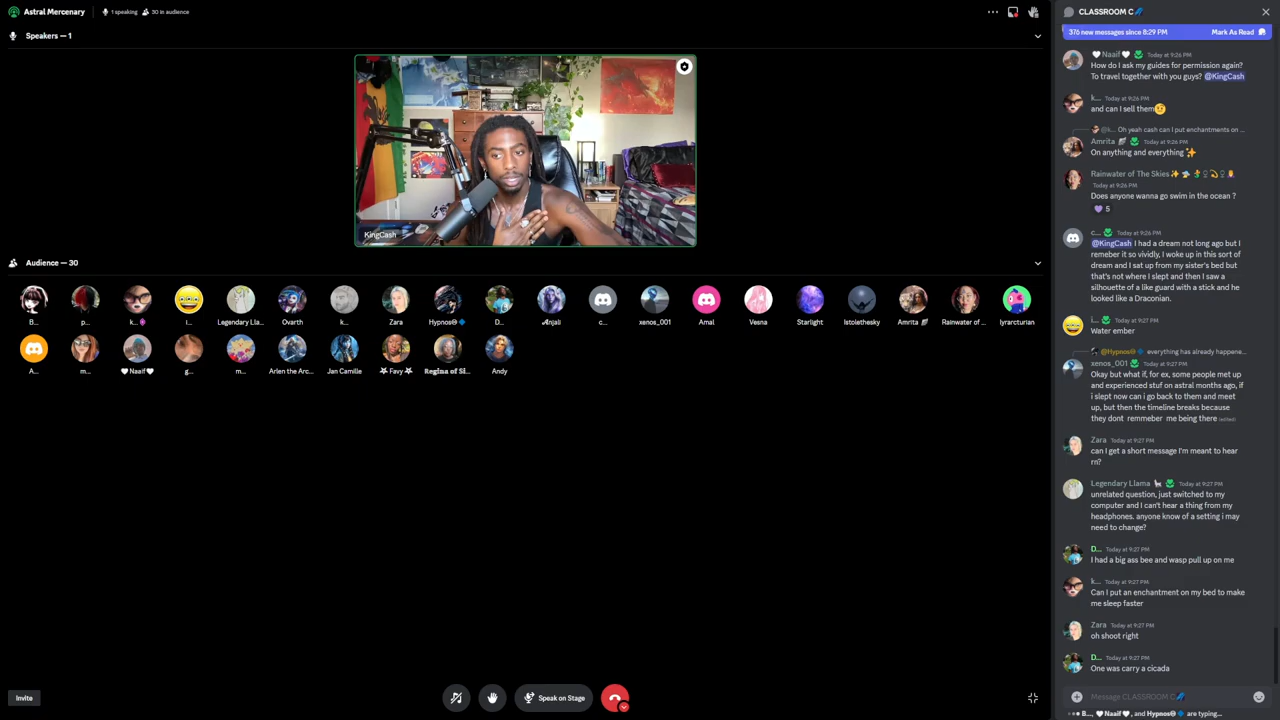 Astral Mercenary
1 speaking
30 in audience
Speakers — 1
KingCash
Audience — 30
B...
p...
k...
I...
Legendary Lla...
Ovarth
k...
Zara
Hypnos
D...
Anjali
c...
xenos_001
Amal
Vesna
Starlight
Istolethesky
Amrita
Rainwater of ...
lyrarcturian
A...
m...
Naaif
g...
m...
Arlen the Arc...
Jan Camille
Favy
Regina of Si...
Andy
Invite
Speak on Stage
CLASSROOM C
376 new messages since 8:29 PM
Mark As Read
Naaif Today at 9:26 PM
How do I ask my guides for permission again?
To travel together with you guys? @KingCash
k... Today at 9:26 PM
and can I sell them
@k... Oh yeah cash can I put enchantments on ...
Amrita Today at 9:26 PM
On anything and everything
Rainwater of The Skies
Today at 9:26 PM
Does anyone wanna go swim in the ocean ?
5
c... Today at 9:26 PM
@KingCash I had a dream not long ago but I
remeber it so vividly, I woke up in this sort of
dream and I sat up from my sister's bed but
that's not where I slept and then I saw a
silhouette of a like guard with a stick and he
looked like a Draconian.
i... Today at 9:27 PM
Water ember
@Hypnos everything has already happene...
xenos_001 Today at 9:27 PM
Okay but what if, for ex, some people met up
and experienced stuf on astral months ago, if
i slept now can i go back to them and meet
up, but then the timeline breaks because
they dont remmeber me being there (edited)
Zara Today at 9:27 PM
can I get a short message I'm meant to hear
rn?
Legendary Llama Today at 9:27 PM
unrelated question, just switched to my
computer and I can't hear a thing from my
headphones. anyone know of a setting i may
need to change?
D... Today at 9:27 PM
I had a big ass bee and wasp pull up on me
k... Today at 9:27 PM
Can I put an enchantment on my bed to make
me sleep faster
Zara Today at 9:27 PM
oh shoot right
D... Today at 9:27 PM
One was carry a cicada
Message CLASSROOM C
B..., Naaif, and Hypnos are typing...